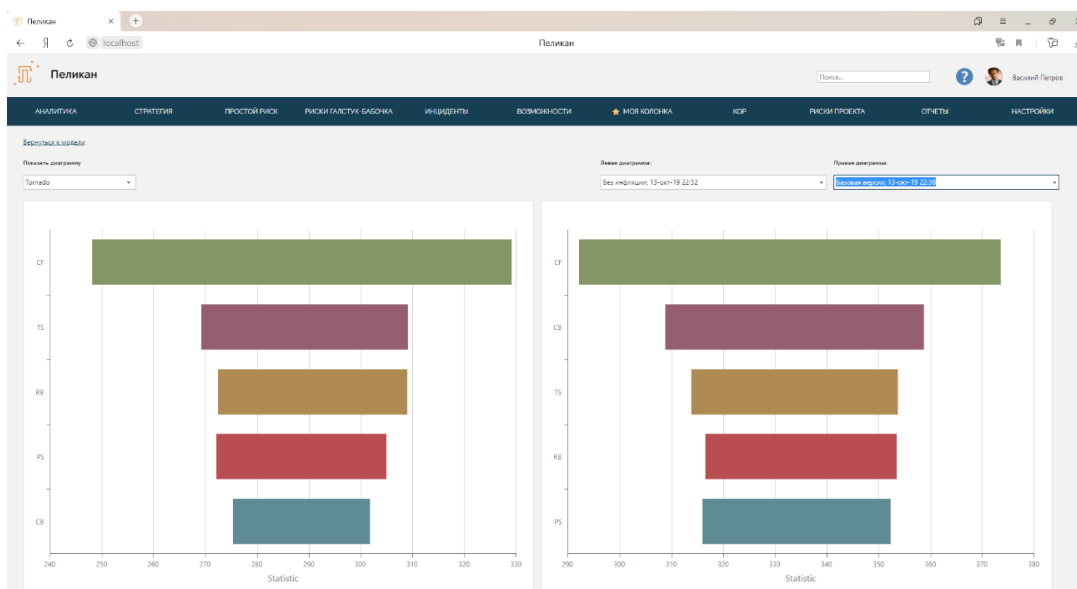 Пеликан
localhost
Пеликан
Пеликан
Поиск...
?
Василий Петров
АНАЛИТИКА СТРАТЕГИЯ ПРОСТОЙ РИСК РИСКИ ГАЛСТУК-БАБОЧКА ИНЦИДЕНТЫ ВОЗМОЖНОСТИ МОЯ КОЛОНКА КОР РИСКИ ПРОЕКТА ОТЧЕТЫ НАСТРОЙКИ
Вернуться к модели
Показать диаграмму Левая диаграмма: Правая диаграмма:
Tornado Без инфляции; 13-окт-19 22:52 Базовая версия; 13-окт-19 22:38
CF
TS
RB
PS
CB
240 250 260 270 280 290 300 310 320 330
Statistic
CF
CB
TS
RB
PS
290 300 310 320 330 340 350 360 370 380
Statistic